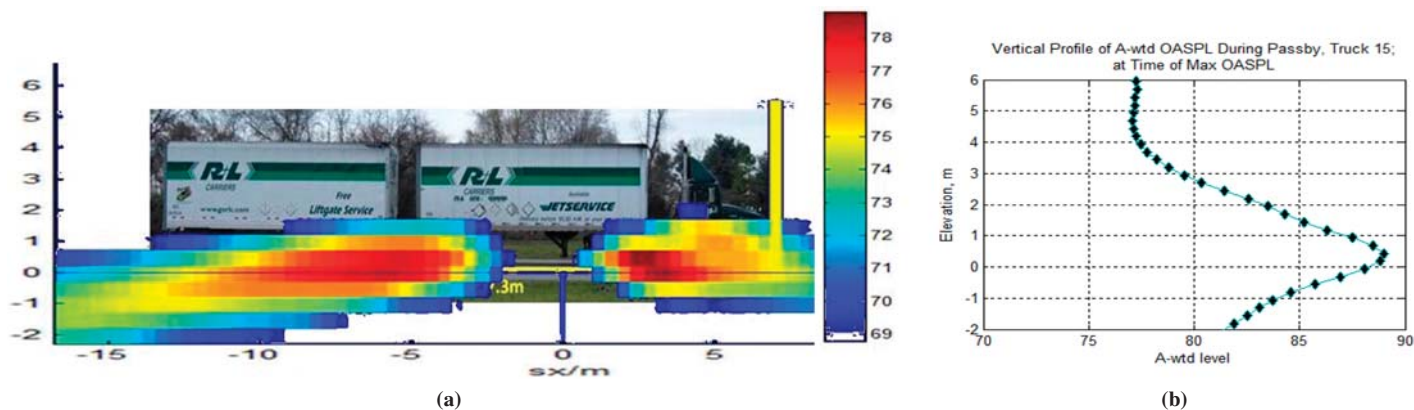 6
5
4
3
2
1
0
-1
-2
-15
-10
-5
0
5
sx/m
R+L
CARRIERS
Free
Liftgate Service
R+L
CARRIERS
JETSERVICE
7.3m
78
77
76
75
74
73
72
71
70
69
(a)
Vertical Profile of A-wtd OASPL During Passby, Truck 15;
at Time of Max OASPL
Elevation, m
6
5
4
3
2
1
0
-1
-2
70
75
80
85
90
A-wtd level
(b)